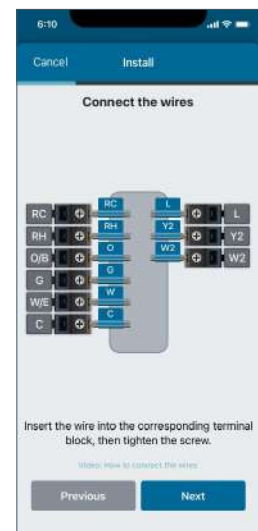 6:10
Cancel Install
Connect the wires
RC RC L L
RH RH Y2 Y2
O/B O W2 W2
G G
W/E W
C C
Insert the wire into the corresponding terminal
block, then tighten the screw.
Video: How to connect the wires
Previous Next